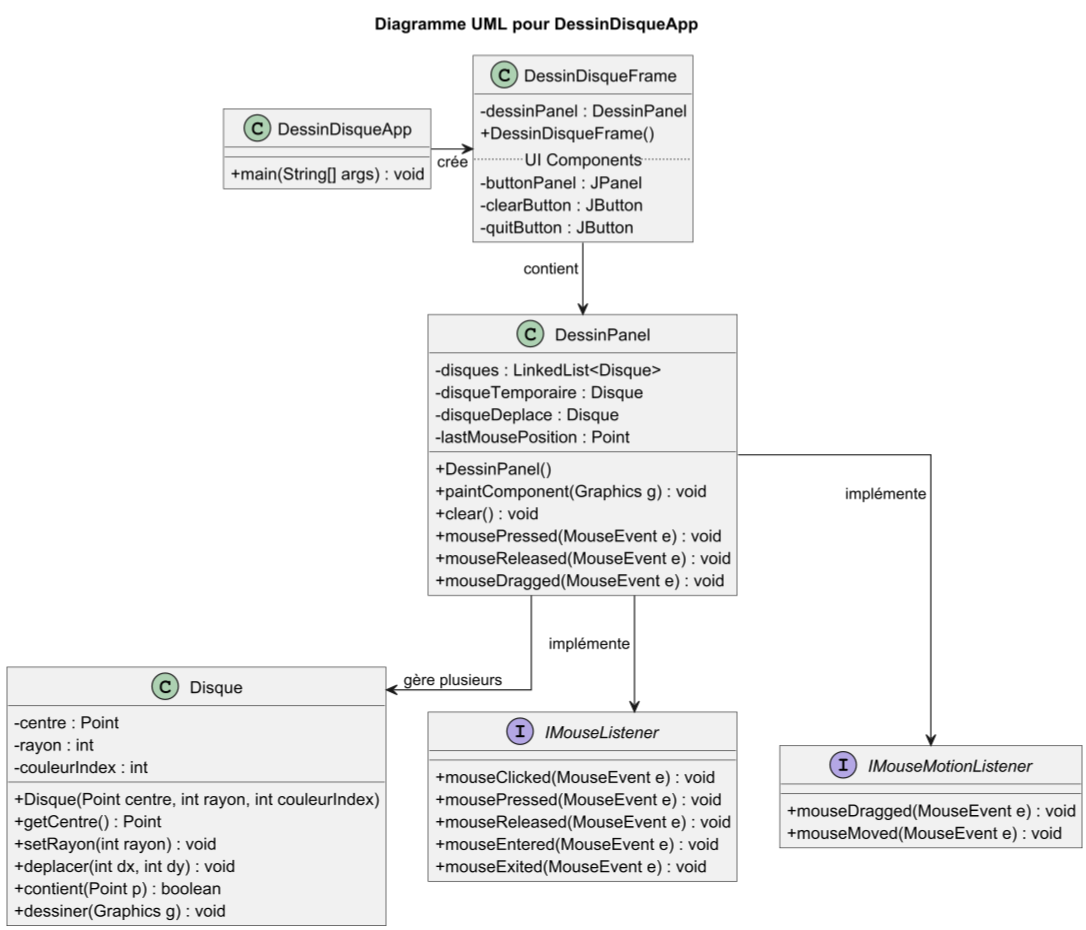 Diagramme UML pour DessinDisqueApp
C DessinDisqueFrame
-dessinPanel : DessinPanel
+DessinDisqueFrame()
UI Components
-buttonPanel : JPanel
-clearButton : JButton
-quitButton : JButton
C DessinDisqueApp
+main(String[] args) : void
crée
contient
C DessinPanel
-disques : LinkedList<Disque>
-disqueTemporaire : Disque
-disqueDeplace : Disque
-lastMousePosition : Point
+DessinPanel()
+paintComponent(Graphics g) : void
+clear() : void
+mousePressed(MouseEvent e) : void
+mouseReleased(MouseEvent e) : void
+mouseDragged(MouseEvent e) : void
implémente
implémente
gère plusieurs
C Disque
-centre : Point
-rayon : int
-couleurIndex : int
+Disque(Point centre, int rayon, int couleurIndex)
+getCentre() : Point
+setRayon(int rayon) : void
+deplacer(int dx, int dy) : void
+contient(Point p) : boolean
+dessiner(Graphics g) : void
I IMouseListener
+mouseClicked(MouseEvent e) : void
+mousePressed(MouseEvent e) : void
+mouseReleased(MouseEvent e) : void
+mouseEntered(MouseEvent e) : void
+mouseExited(MouseEvent e) : void
I IMouseMotionListener
+mouseDragged(MouseEvent e) : void
+mouseMoved(MouseEvent e) : void